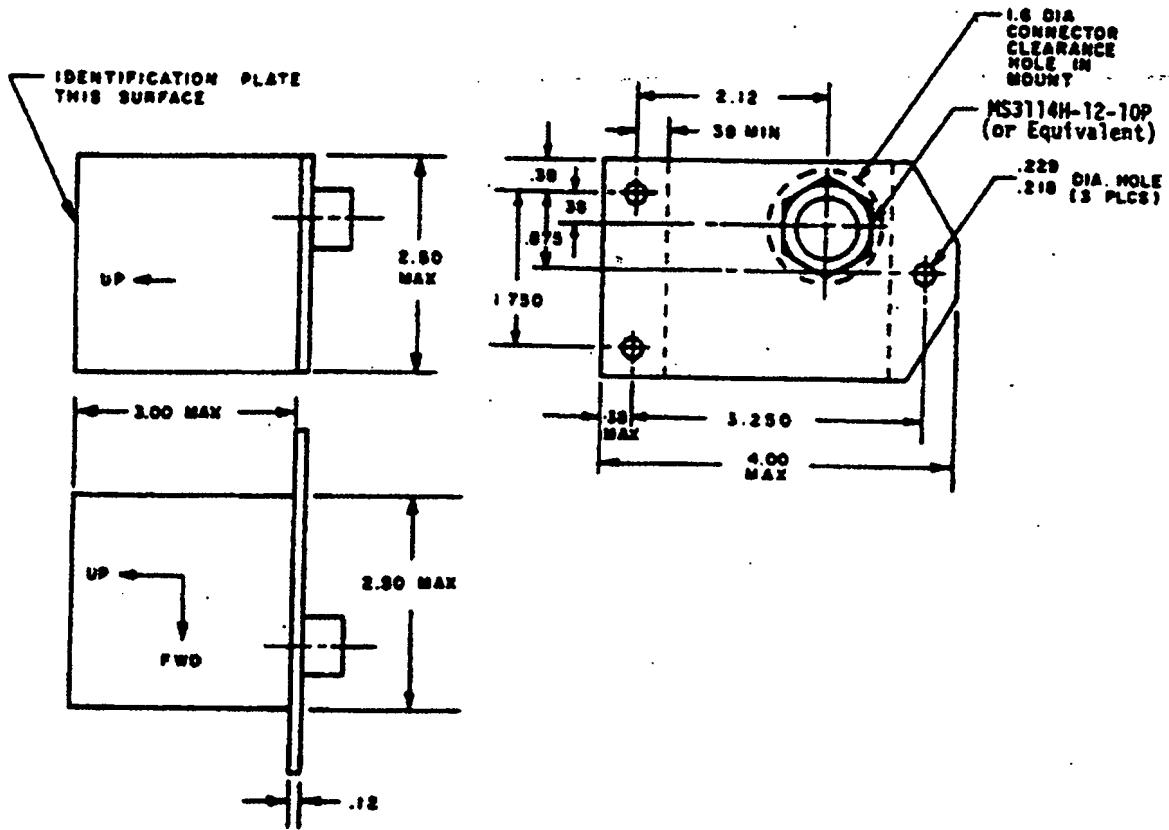 IDENTIFICATION PLATE
THIS SURFACE
UP
2.50
MAX
1.6 DIA
CONNECTOR
CLEARANCE
HOLE IN
MOUNT
MS3114H-12-10P
(or Equivalent)
.229
.218 DIA. HOLE
(3 PLCS)
2.12
.38 MIN
.38
.38
.875
1.750
.38
MAX
3.250
4.00
MAX
3.00 MAX
UP
FWD
MAX
.12